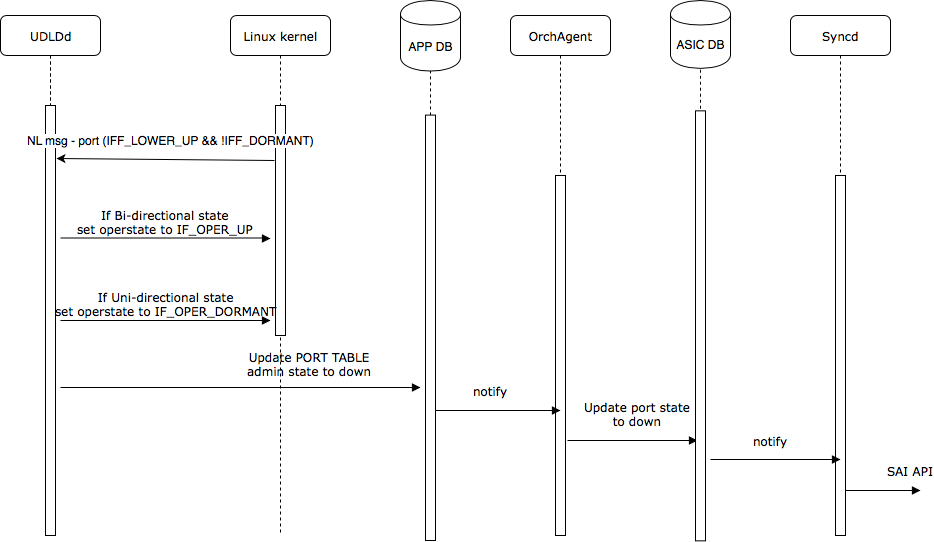 UDLDd
Linux kernel
APP DB
OrchAgent
ASIC DB
Syncd
NL msg - port (IFF_LOWER_UP && !IFF_DORMANT)
If Bi-directional state
set operstate to IF_OPER_UP
If Uni-directional state
set operstate to IF_OPER_DORMANT
Update PORT TABLE
admin state to down
notify
Update port state
to down
notify
SAI API